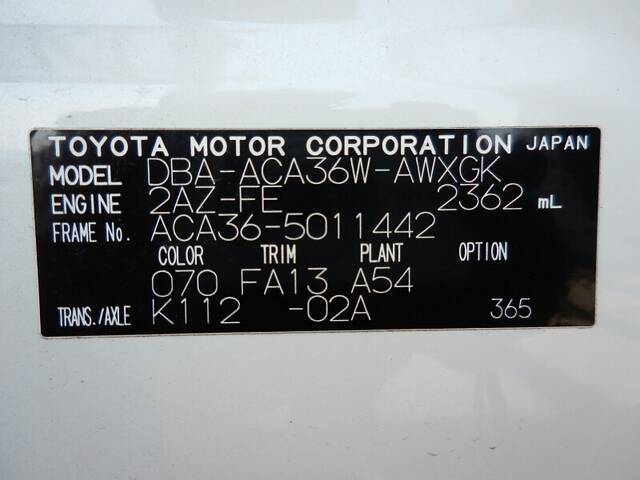 TOYOTA MOTOR CORPORATION JAPAN
MODEL DBA-ACA36W-AWXGK
ENGINE 2AZ-FE 2362 mL
FRAME No. ACA36-5011442
COLOR TRIM PLANT OPTION
070 FA13 A54
TRANS./AXLE K112 -02A 365